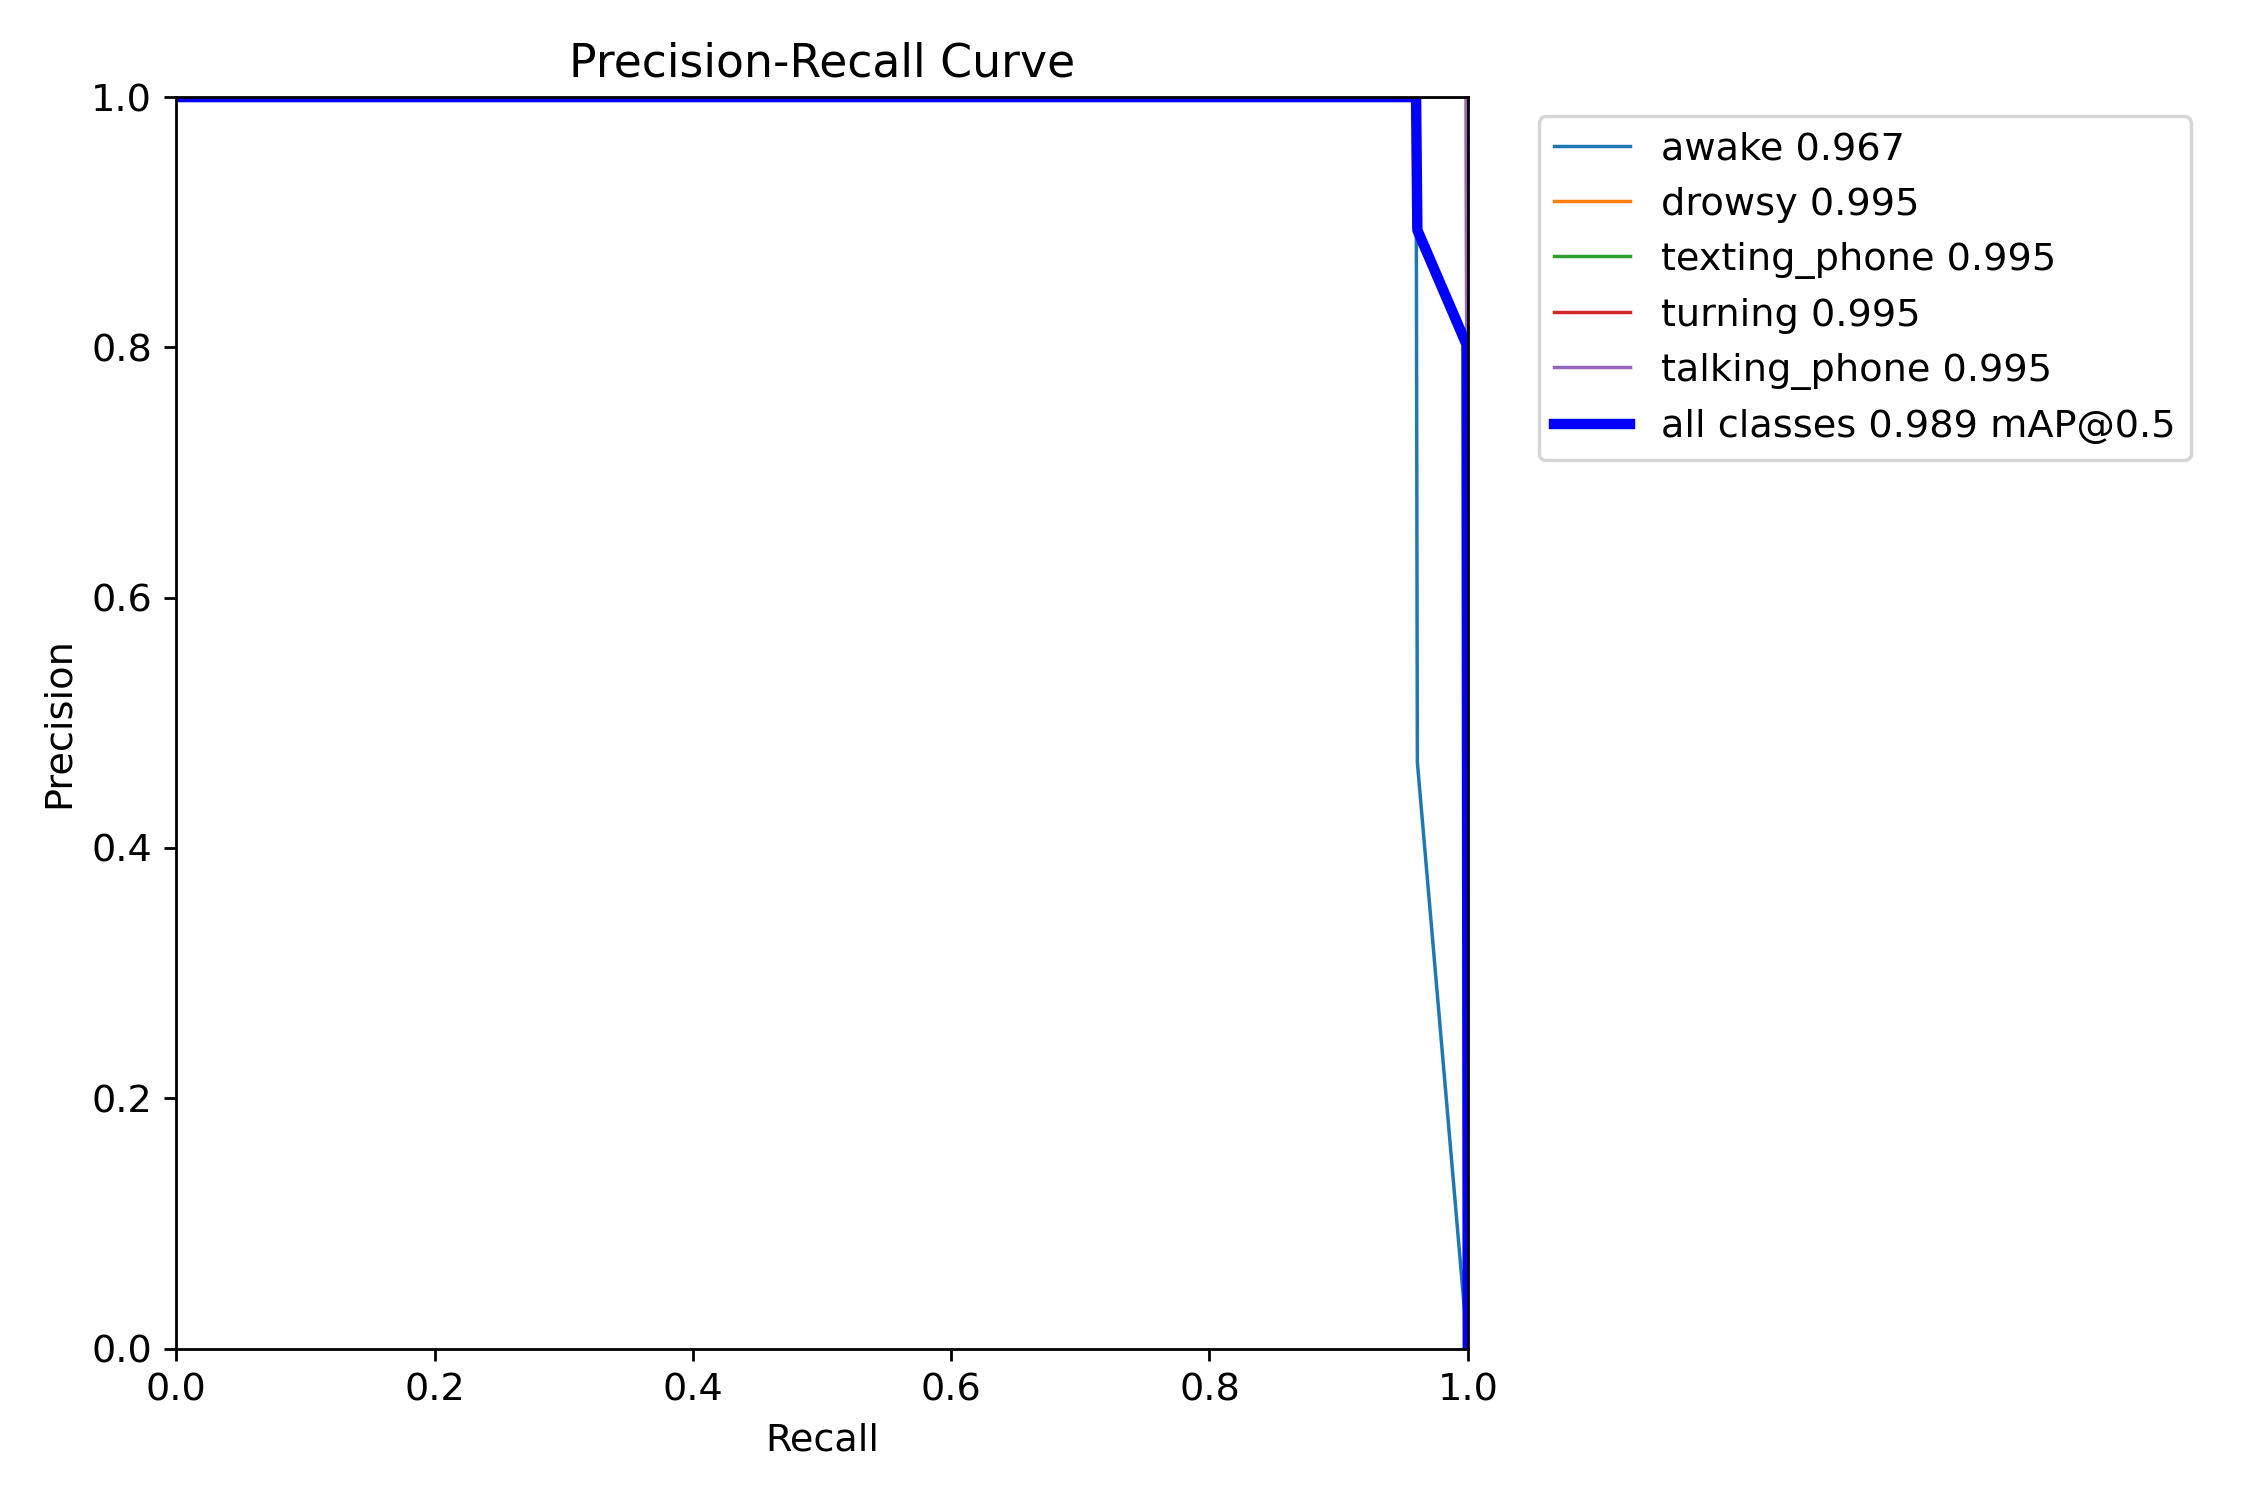 Precision-Recall Curve
1.0
0.8
0.6
0.4
0.2
0.0
Precision
0.0 0.2 0.4 0.6 0.8 1.0
Recall
awake 0.967
drowsy 0.995
texting_phone 0.995
turning 0.995
talking_phone 0.995
all classes 0.989 mAP@0.5